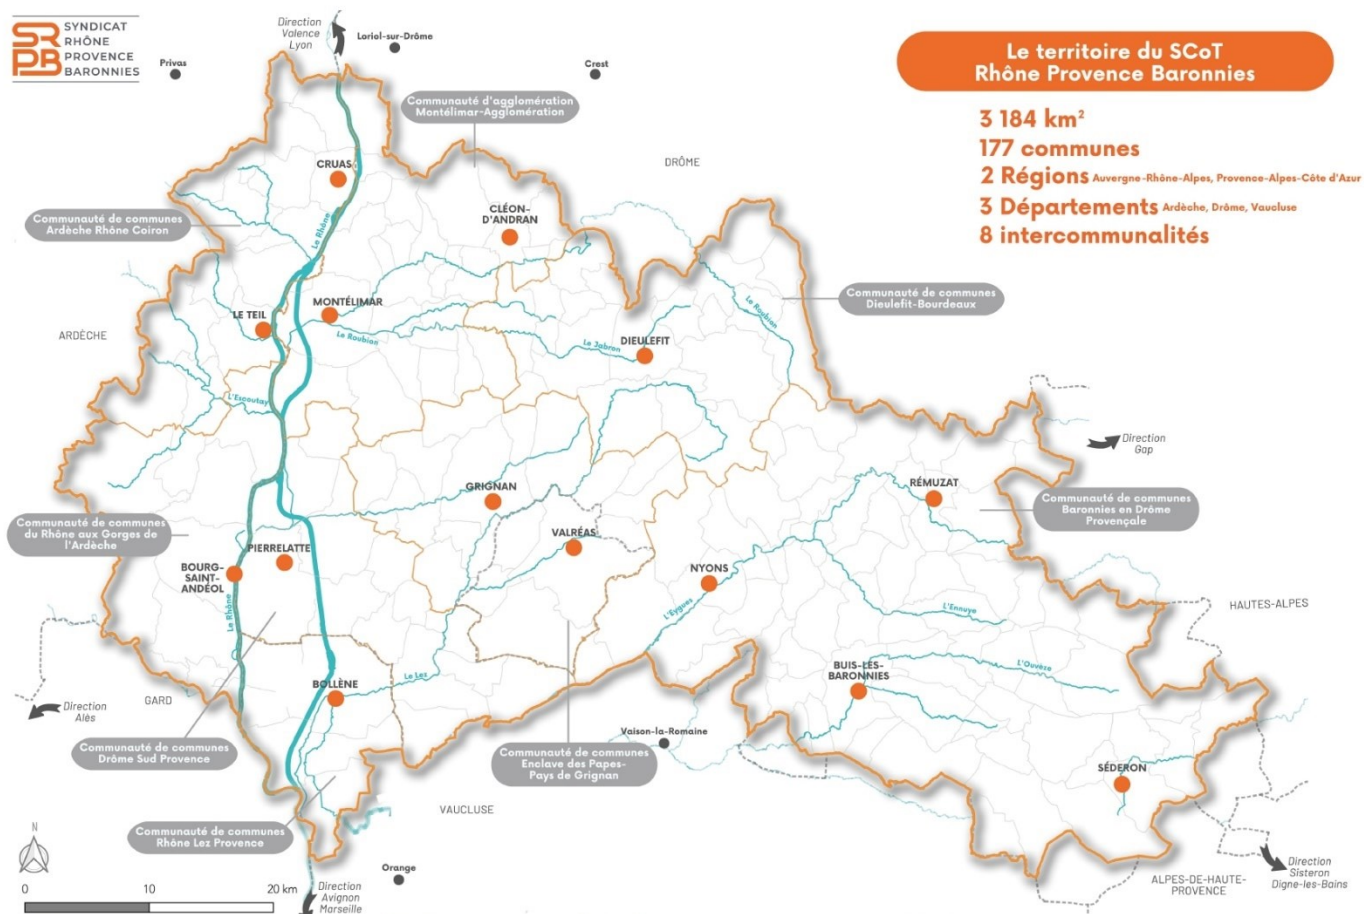 SRPB
SYNDICAT
RHÔNE
PROVENCE
BARONNIES
Privas
Direction
Valence
Lyon
Loriol-sur-Drôme
Crest
Le territoire du SCoT
Rhône Provence Baronnies
3 184 km²
177 communes
2 Régions Auvergne-Rhône-Alpes, Provence-Alpes-Côte d'Azur
3 Départements Ardèche, Drôme, Vaucluse
8 intercommunalités
Communauté d'agglomération
Montélimar-Agglomération
DRÔME
CRUAS
CLÉON-
D'ANDRAN
Communauté de communes
Ardèche Rhône Coiron
Le Rhône
Communauté de communes
Dieulefit-Bourdeaux
Le Roubion
ARDÈCHE
LE TEIL
MONTÉLIMAR
Le Roubion
Le Jabron
DIEULEFIT
L'Escoutay
Direction
Gap
GRIGNAN
RÉMUZAT
Communauté de communes
Baronnies en Drôme
Provençale
Communauté de communes
du Rhône aux Gorges de
l'Ardèche
PIERRELATTE
VALRÉAS
BOURG-
SAINT-
ANDÉOL
NYONS
Le Rhône
L'Eygues
L'Ennuye
HAUTES-ALPES
BOLLÈNE
Le Lez
BUIS-LES-
BARONNIES
L'Ouvèze
GARD
Direction
Alès
Vaison-la-Romaine
Communauté de communes
Drôme Sud Provence
Communauté de communes
Enclave des Papes-
Pays de Grignan
SÉDERON
VAUCLUSE
Communauté de communes
Rhône Lez Provence
N
Orange
0 10 20 km
Direction
Avignon
Marseille
ALPES-DE-HAUTE-
PROVENCE
Direction
Sisteron
Digne-les-Bains